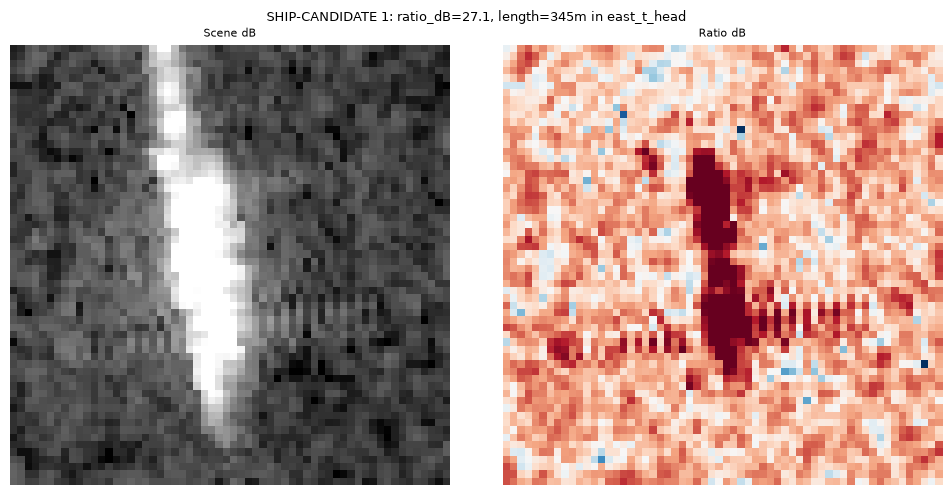 SHIP-CANDIDATE 1: ratio_dB=27.1, length=345m in east_t_head
Scene dB
Ratio dB